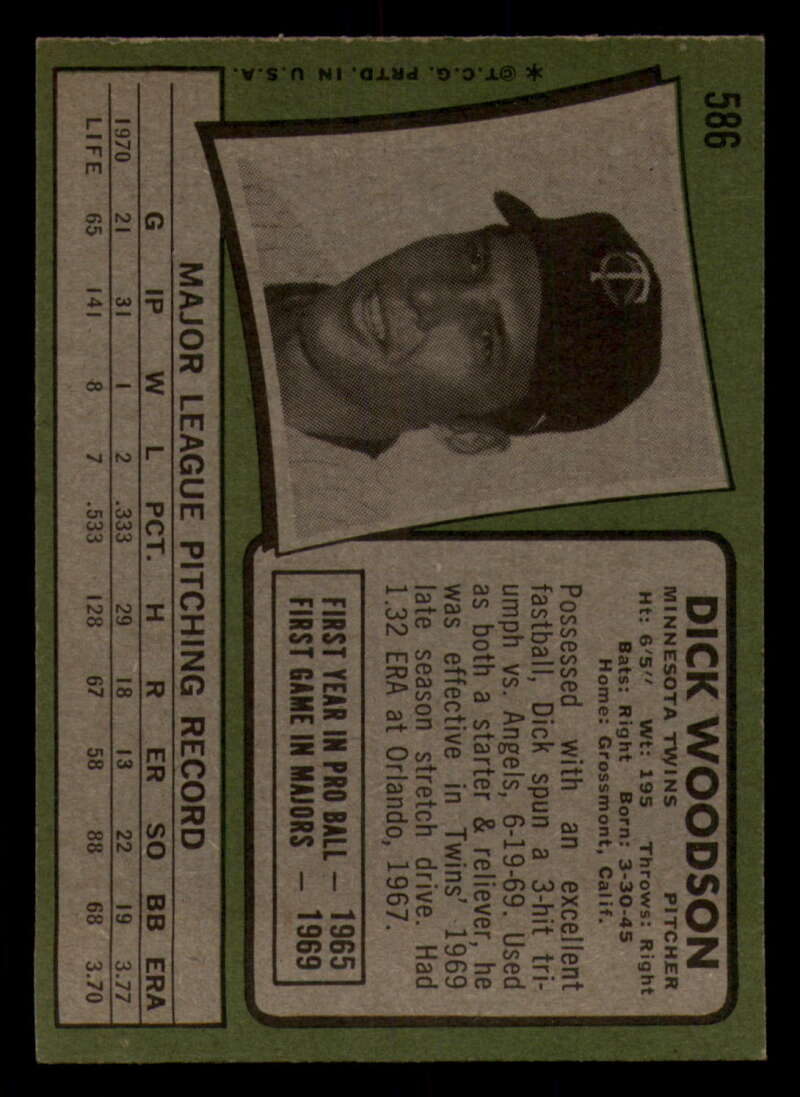 586
DICK WOODSON
MINNESOTA TWINS PITCHER
Ht: 6'5" Wt: 195 Throws: Right
Bats: Right Born: 3-30-45
Home: Grossmont, Calif.
Possessed with an excellent
fastball, Dick spun a 3-hit tri-
umph vs. Angels, 6-19-69. Used
as both a starter & reliever, he
was effective in Twins' 1969
late season stretch drive. Had
1.32 ERA at Orlando, 1967.
FIRST YEAR IN PRO BALL — 1965
FIRST GAME IN MAJORS — 1969
TC
MAJOR LEAGUE PITCHING RECORD
G IP W L PCT. H R ER SO BB ERA
1970 21 31 1 2 .333 29 18 13 22 19 3.77
LIFE 65 141 8 7 .533 128 67 58 88 68 3.70
* ©T.C.G. PRTD. IN U.S.A.